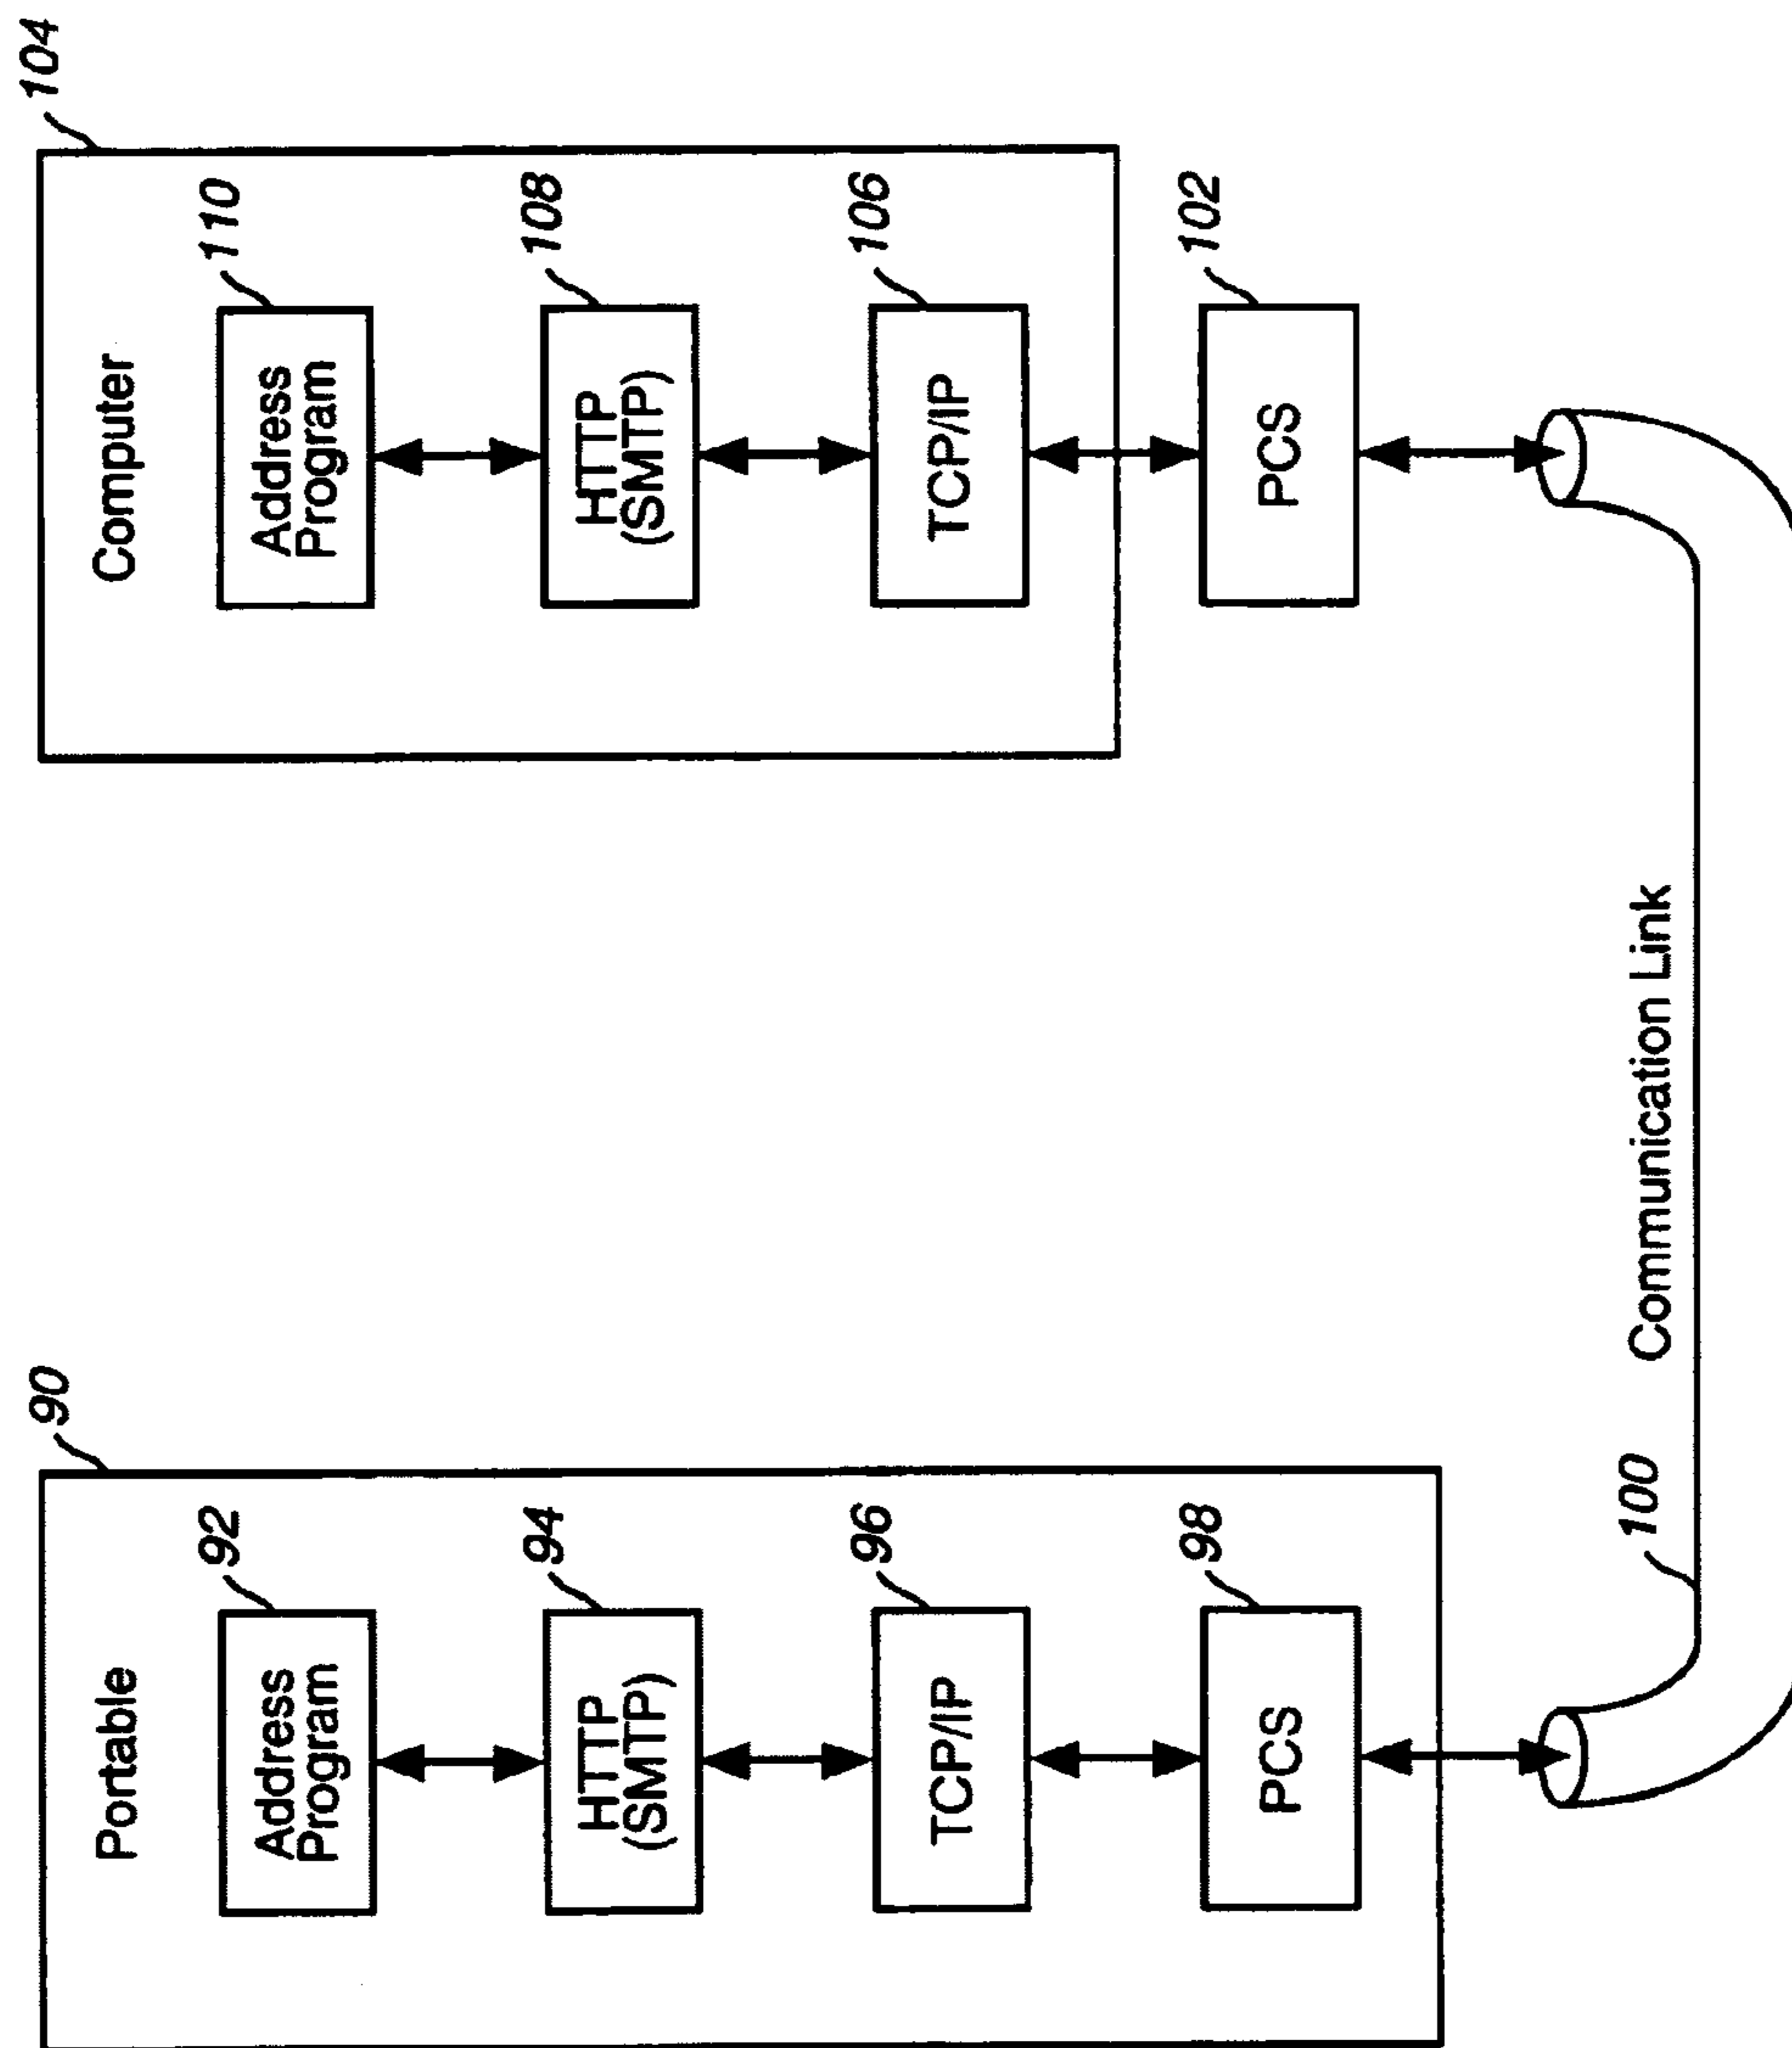 90
Portable
92
Address
Program
94
HTTP
(SMTP)
96
TCP/IP
98
PCS
100
Communication Link
104
Computer
110
Address
Program
108
HTTP
(SMTP)
106
TCP/IP
102
PCS